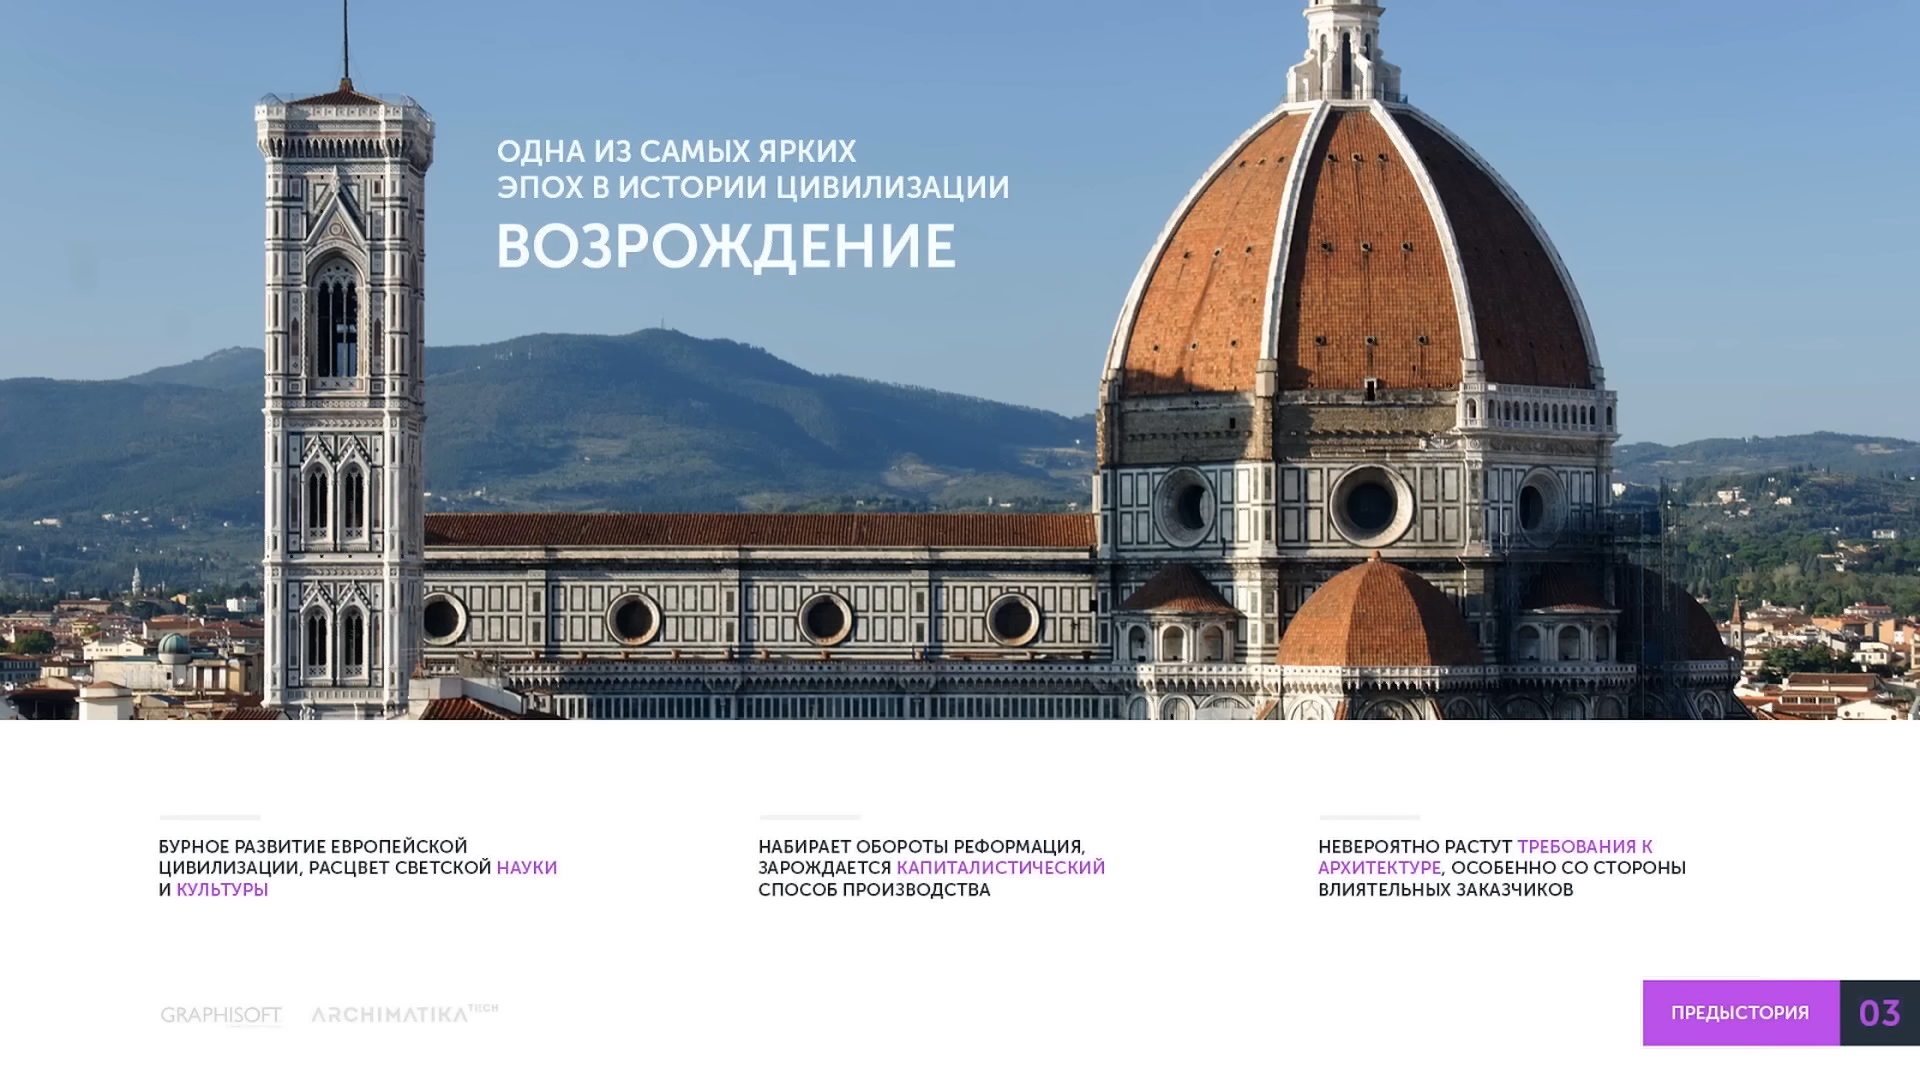 ОДНА ИЗ САМЫХ ЯРКИХ
ЭПОХ В ИСТОРИИ ЦИВИЛИЗАЦИИ
ВОЗРОЖДЕНИЕ
БУРНОЕ РАЗВИТИЕ ЕВРОПЕЙСКОЙ
ЦИВИЛИЗАЦИИ, РАСЦВЕТ СВЕТСКОЙ НАУКИ
И КУЛЬТУРЫ
НАБИРАЕТ ОБОРОТЫ РЕФОРМАЦИЯ,
ЗАРОЖДАЕТСЯ КАПИТАЛИСТИЧЕСКИЙ
СПОСОБ ПРОИЗВОДСТВА
НЕВЕРОЯТНО РАСТУТ ТРЕБОВАНИЯ К
АРХИТЕКТУРЕ, ОСОБЕННО СО СТОРОНЫ
ВЛИЯТЕЛЬНЫХ ЗАКАЗЧИКОВ
GRAPHISOFT
ARCHIMATIKA TECH
ПРЕДЫСТОРИЯ 03